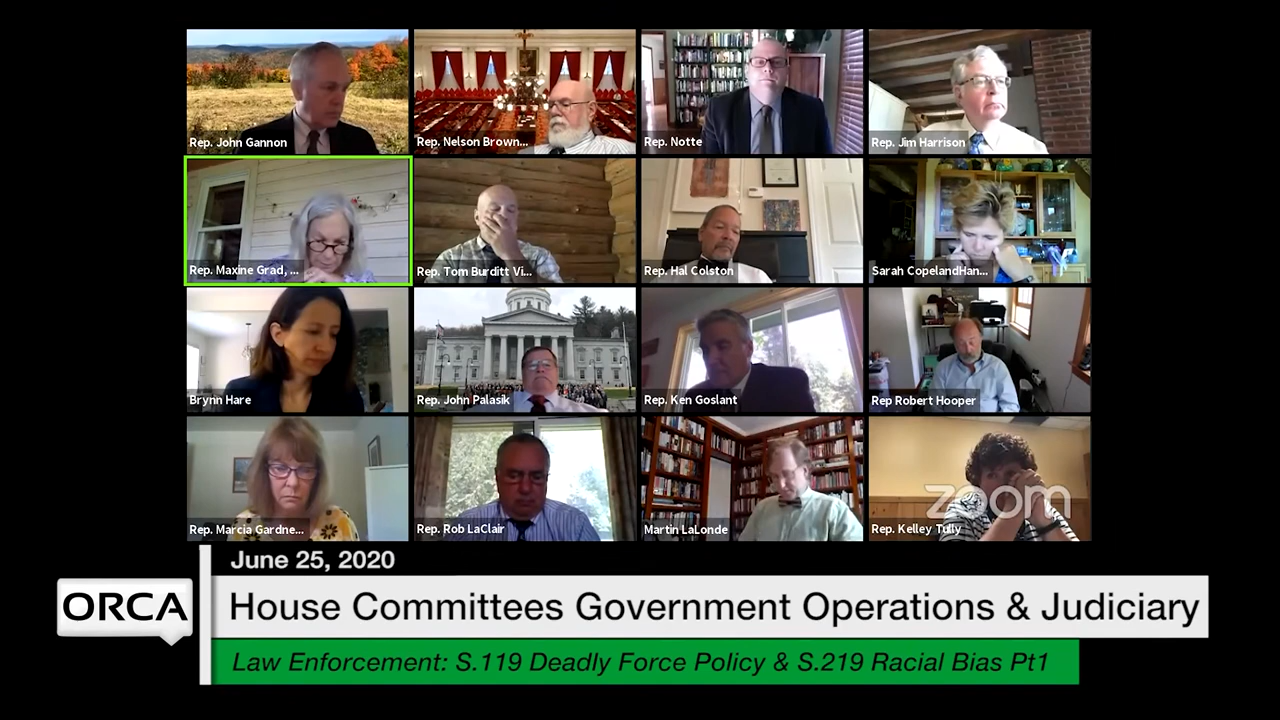 Rep. John Gannon
Rep. Nelson Brown...
Rep. Notte
Rep. Jim Harrison
Rep. Maxine Grad, ...
Rep. Tom Burditt Vi...
Rep. Hal Colston
Sarah CopelandHan...
Brynn Hare
Rep. John Palasik
Rep. Ken Goslant
Rep Robert Hooper
Rep. Marcia Gardne...
Rep. Rob LaClair
Martin LaLonde
Rep. Kelley Tully
zoom
June 25, 2020
ORCA
House Committees Government Operations & Judiciary
Law Enforcement: S.119 Deadly Force Policy & S.219 Racial Bias Pt1